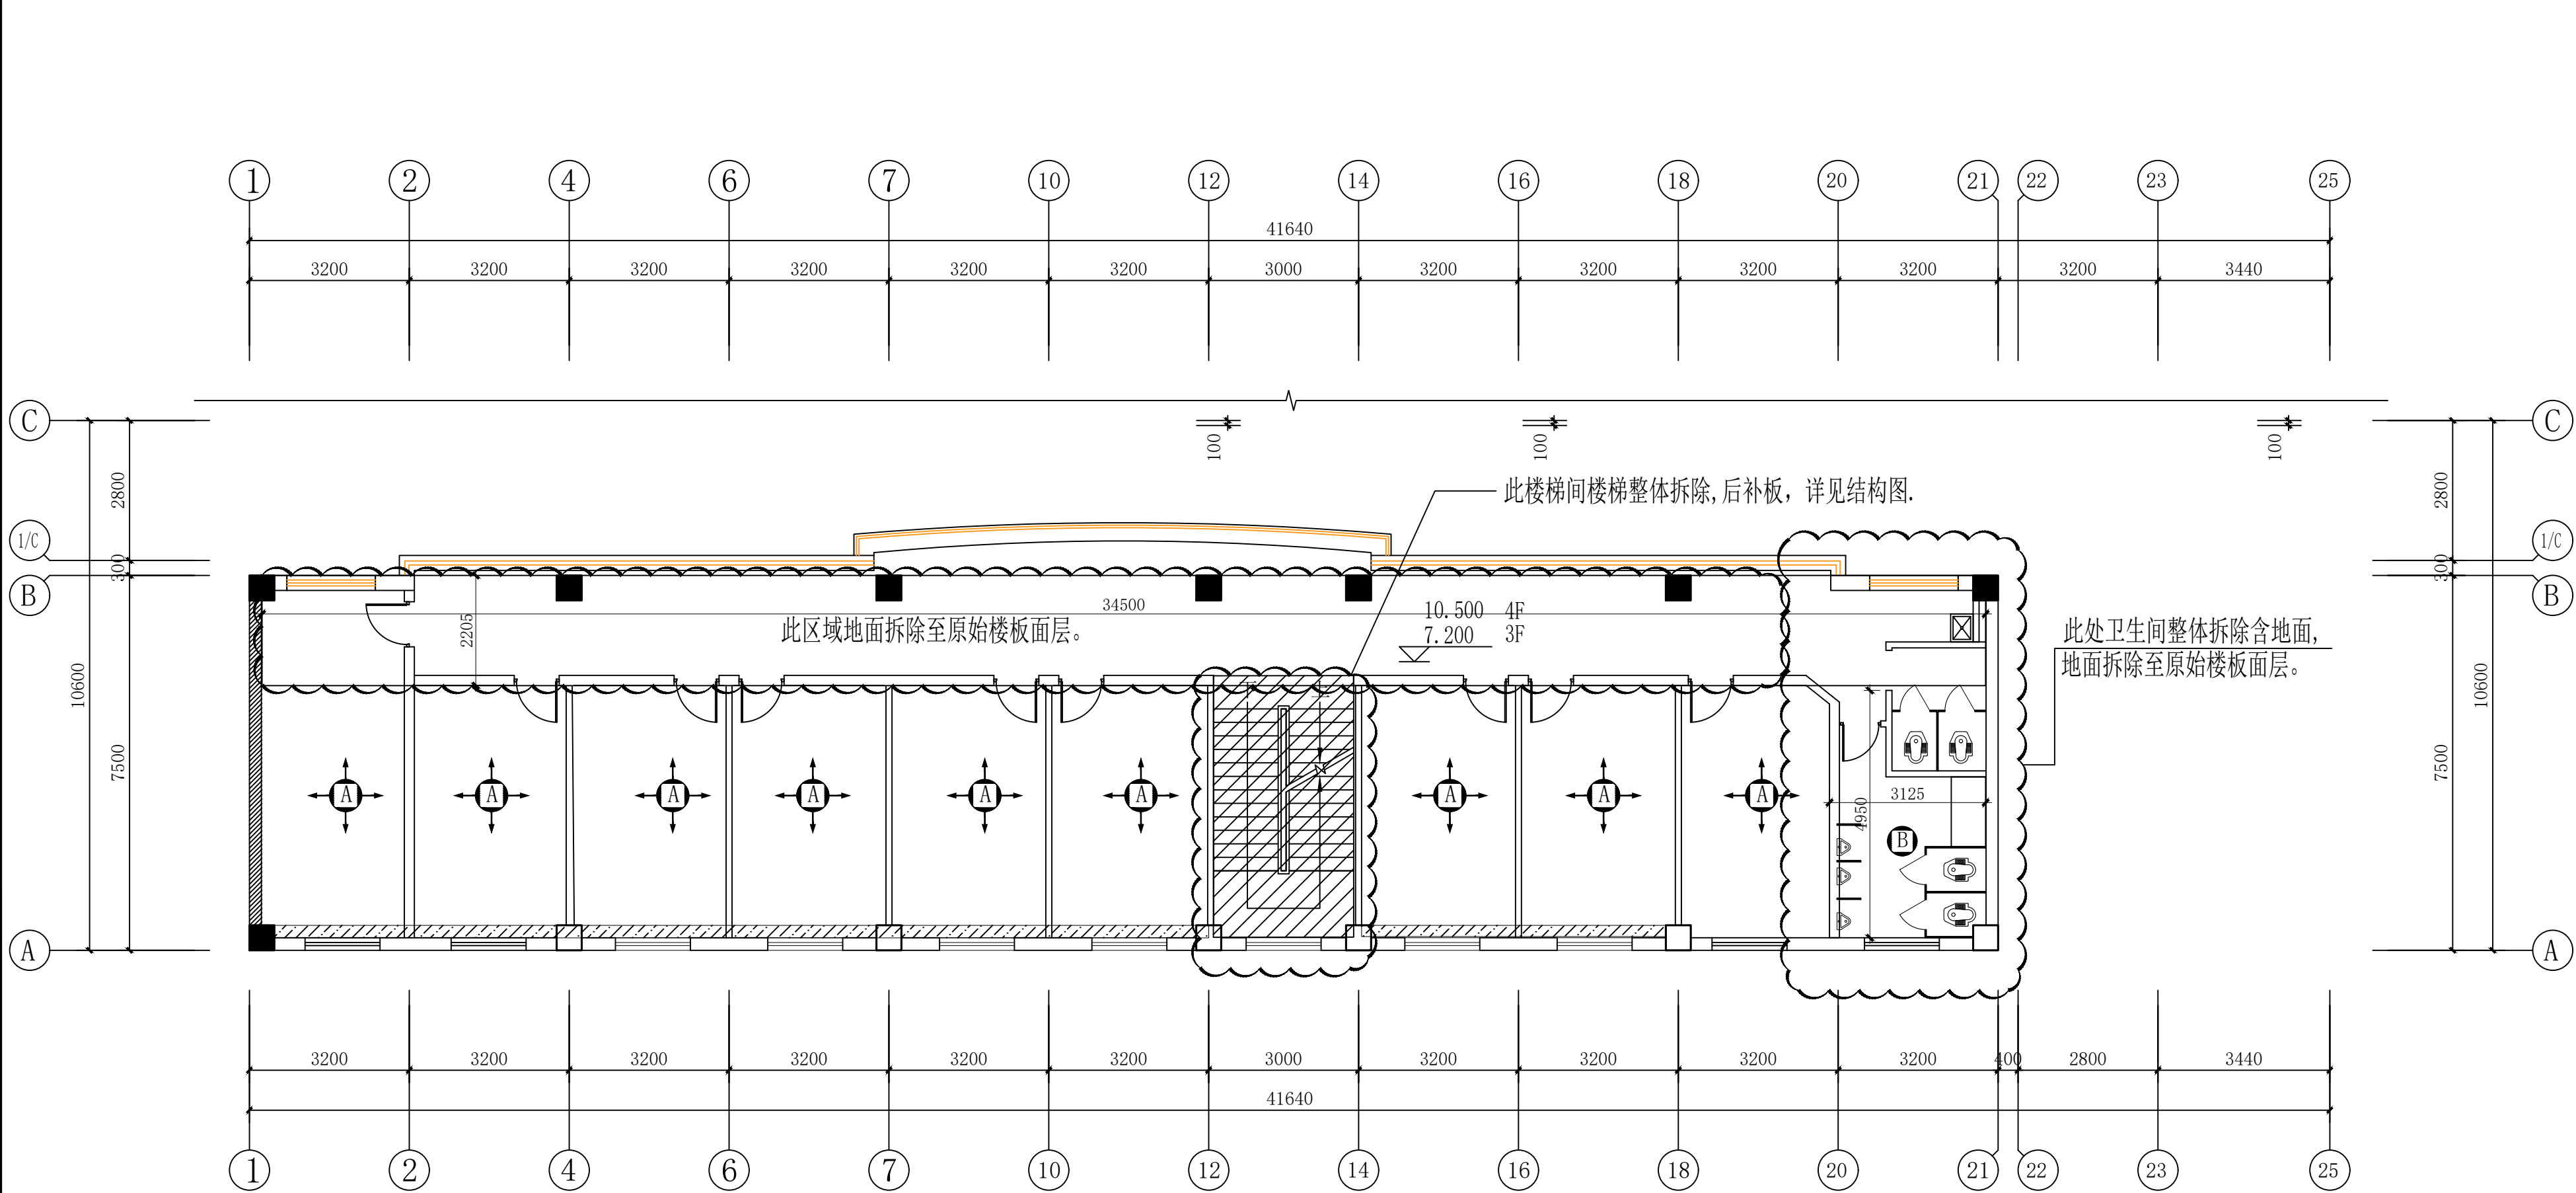 1 2 4 6 7 10 12 14 16 18 20 21 22 23 25
41640
3200 3200 3200 3200 3200 3200 3000 3200 3200 3200 3200 3200 3440
C C
100 100 100
2800 2800
此楼梯间楼梯整体拆除,后补板，详见结构图.
1/C 1/C
300 300
B B
34500
10.500 4F
7.200 3F
2205
此区域地面拆除至原始楼板面层。
此处卫生间整体拆除含地面,
地面拆除至原始楼板面层。
10600 10600
7500 7500
A A A A A A A A A
3125
4950
B
A A
3200 3200 3200 3200 3200 3200 3000 3200 3200 3200 3200 400 2800 3440
41640
1 2 4 6 7 10 12 14 16 18 20 21 22 23 25